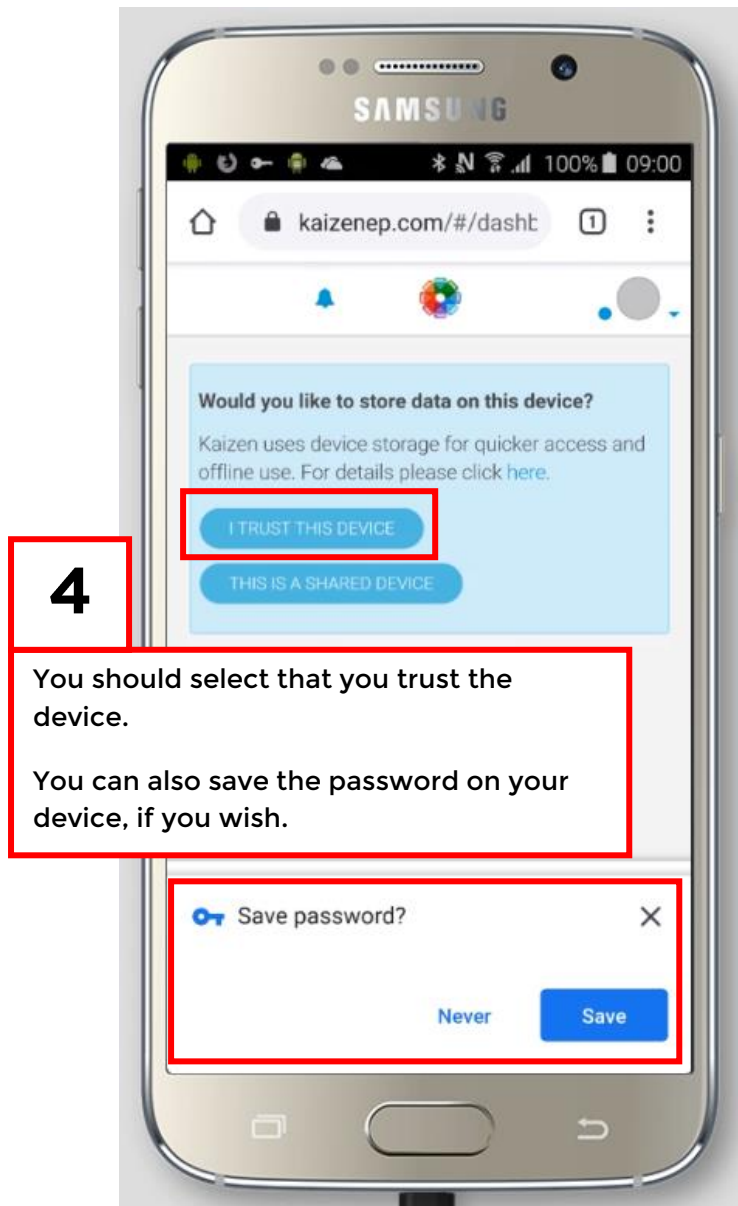 SAMSUNG
100% 09:00
kaizenep.com/#/dasht
1
Would you like to store data on this device?
Kaizen uses device storage for quicker access and
offline use. For details please click here.
I TRUST THIS DEVICE
THIS IS A SHARED DEVICE
4
You should select that you trust the
device.
You can also save the password on your
device, if you wish.
Save password?
Never
Save